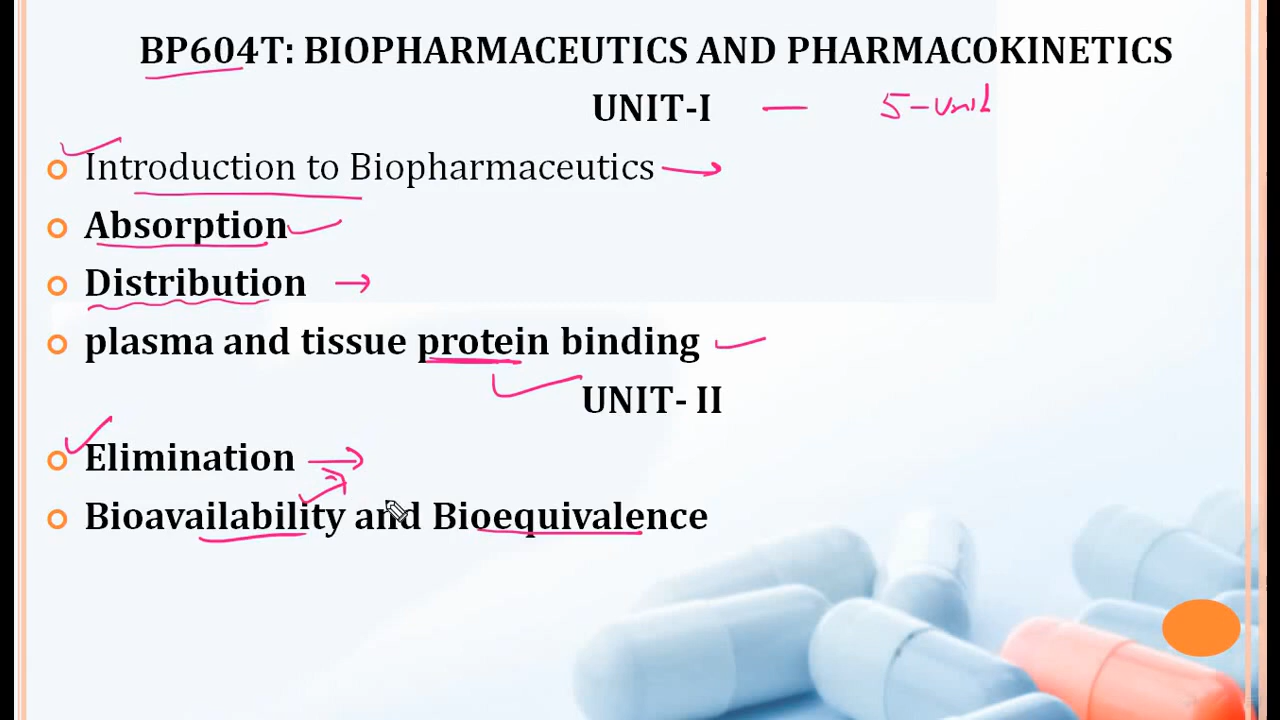 BP604T: BIOPHARMACEUTICS AND PHARMACOKINETICS
UNIT-I — 5-unit
Introduction to Biopharmaceutics
Absorption
Distribution
plasma and tissue protein binding
UNIT- II
Elimination
Bioavailability and Bioequivalence